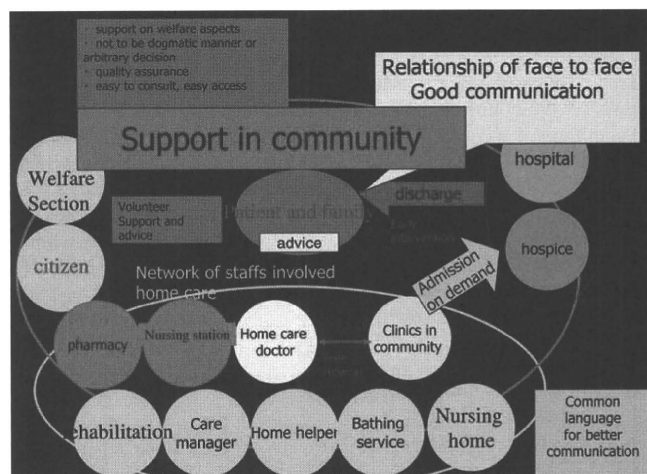 ・ support on welfare aspects
・ not to be dogmatic manner or
arbitrary decision
・ quality assurance
・ easy to consult, easy access
Relationship of face to face
Good communication
Support in community
hospital
Welfare
Section
Volunteer
Support and
advice
Patient and family
discharge
advice
citizen
hospice
Network of staffs involved
home care
Admission
on demand
pharmacy
Nursing station
Home care
doctor
Clinics in
community
ehabilitation
Care
manager
Home helper
Bathing
service
Nursing
home
Common
language
for better
communication